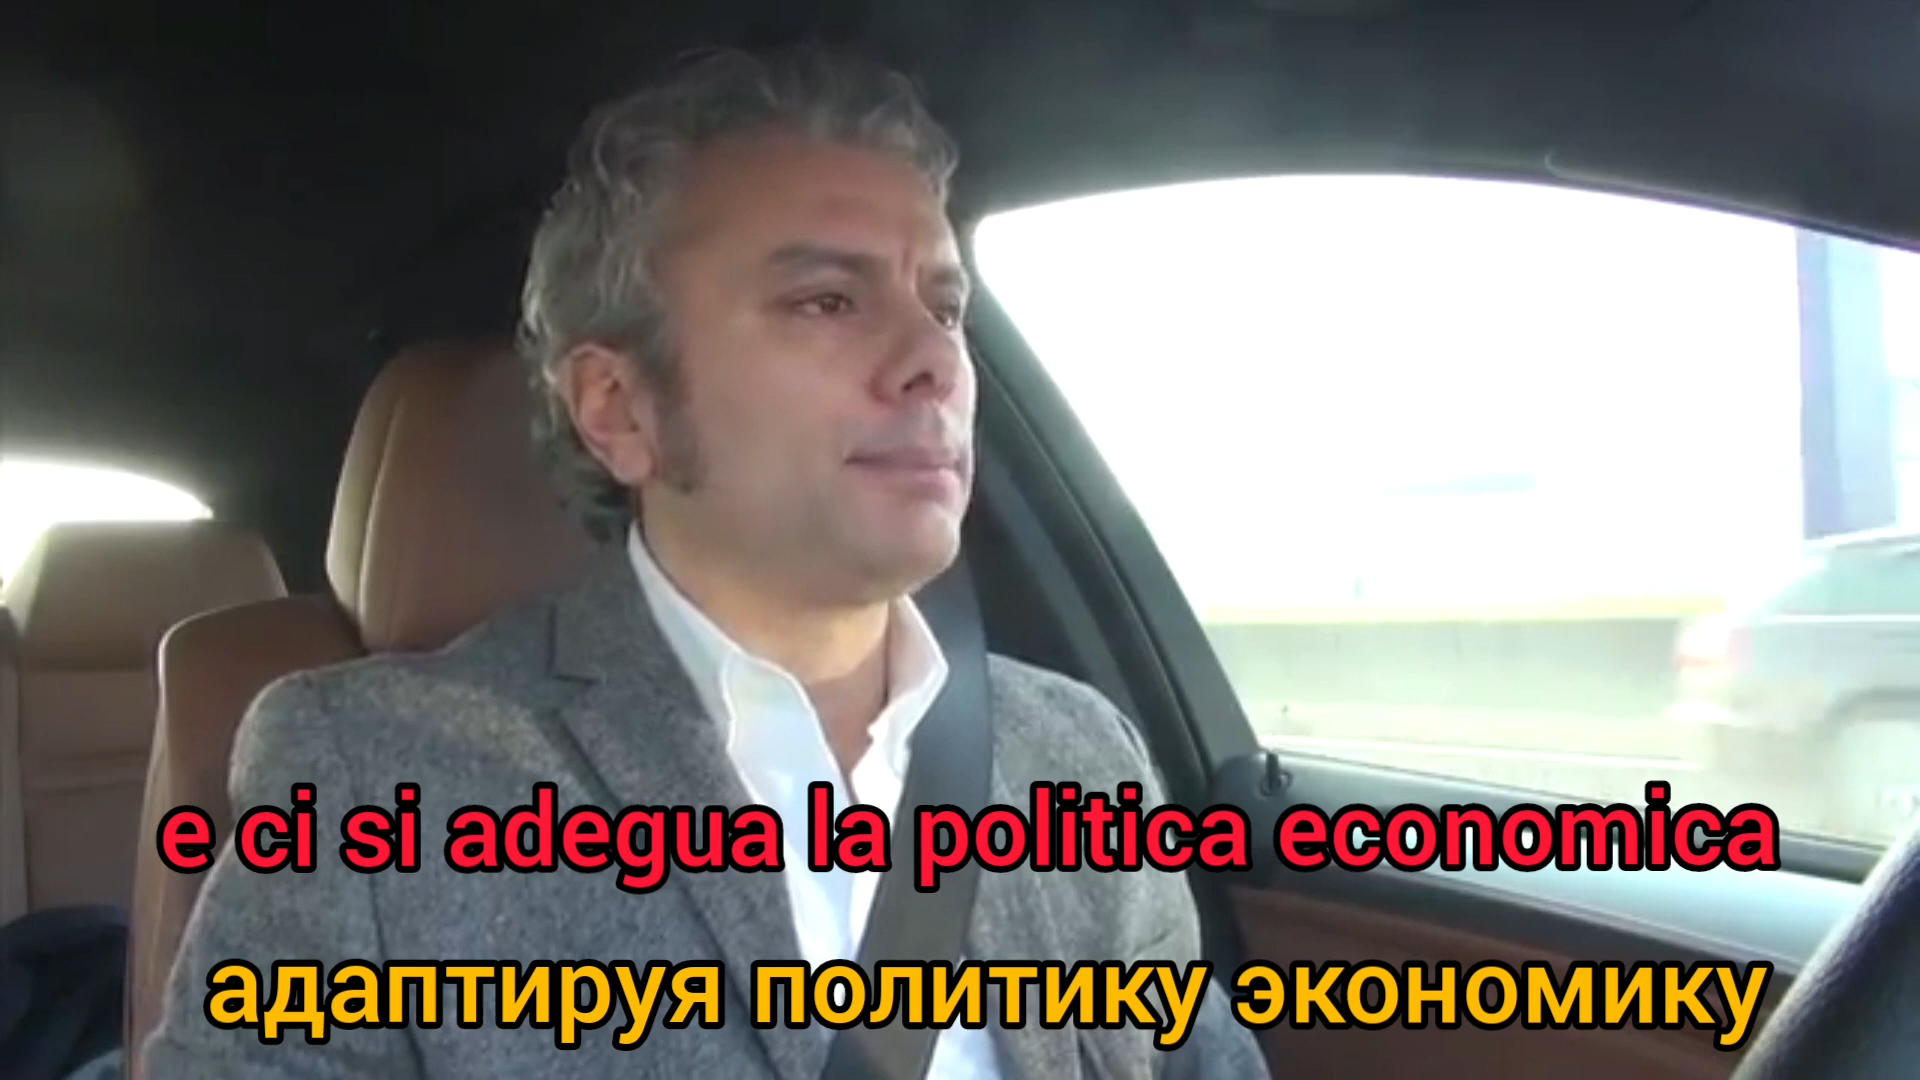 e ci si adegua la politica economica
адаптируя политику экономику